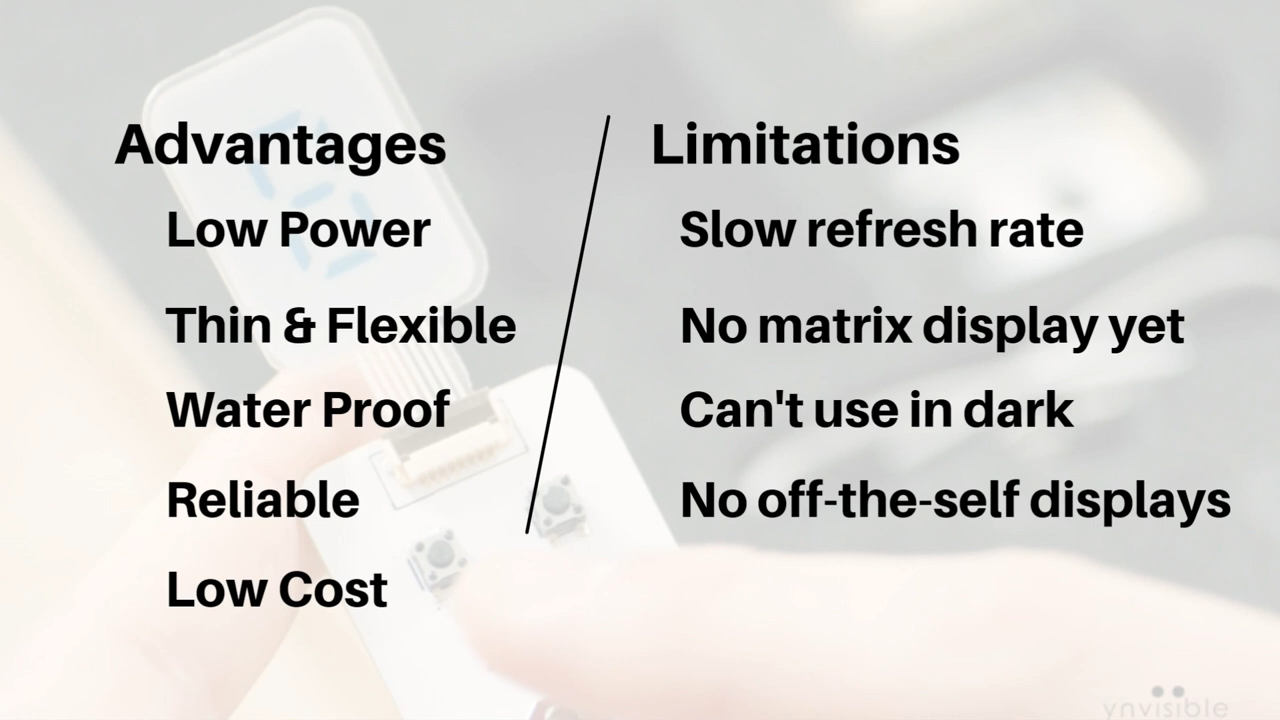 Advantages
Low Power
Thin & Flexible
Water Proof
Reliable
Low Cost
Limitations
Slow refresh rate
No matrix display yet
Can't use in dark
No off-the-self displays
ynvisible